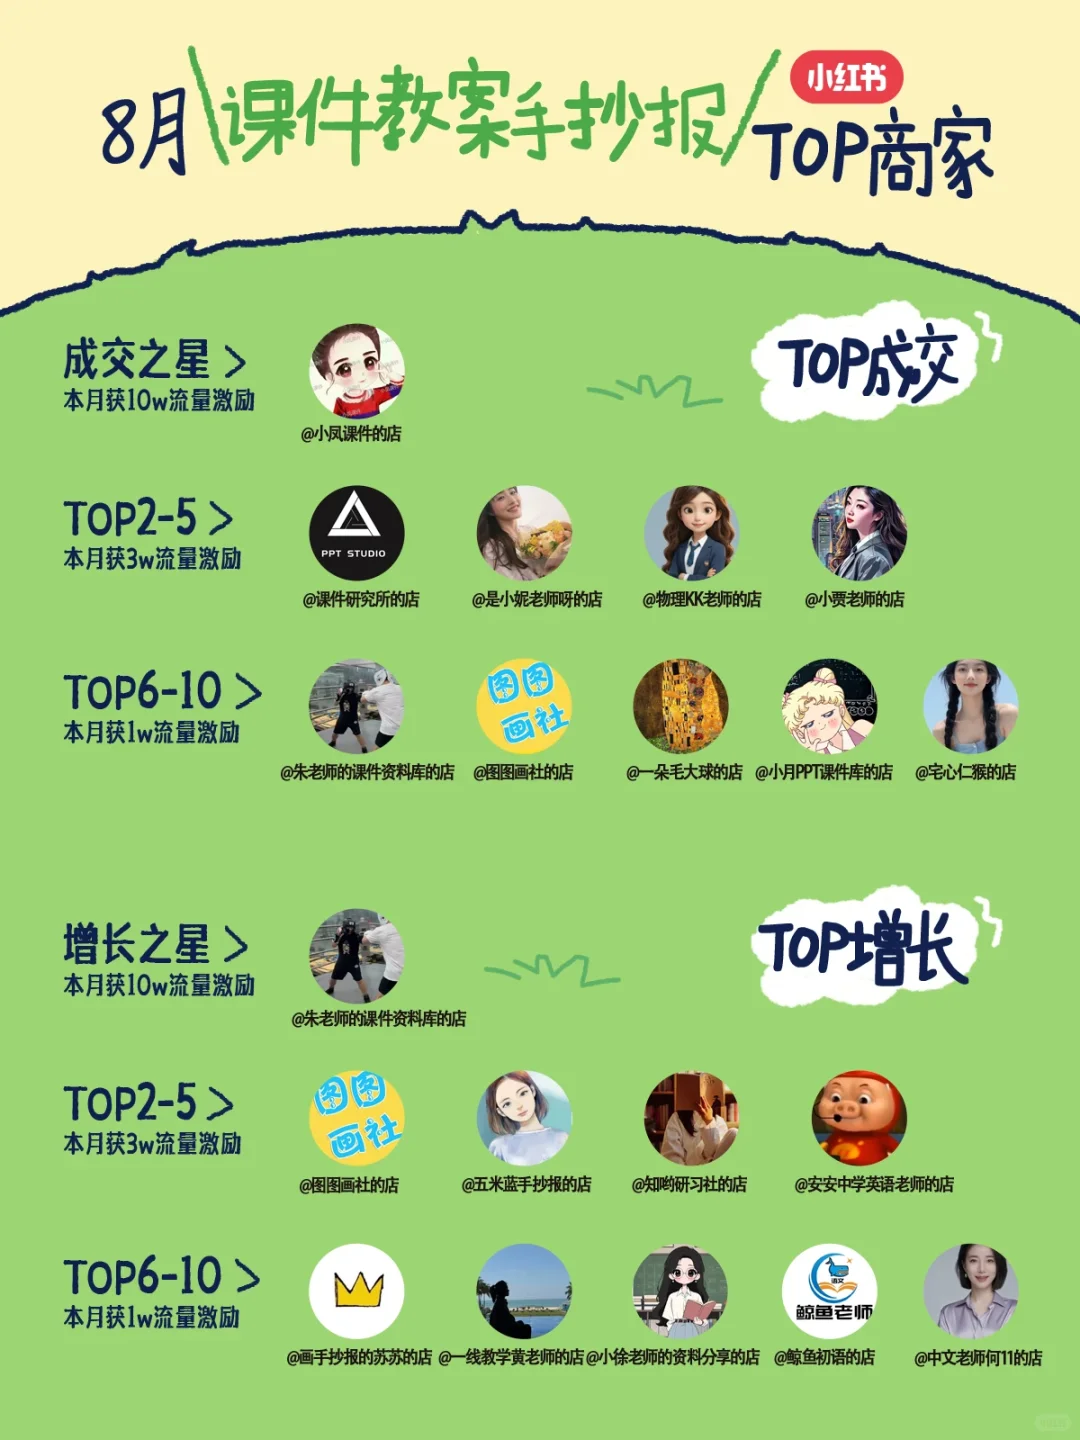 8月\课件教案手抄报/
小红书
TOP商家
成交之星 >
本月获10w流量激励
TOP成交
@小凤课件的店
TOP2-5 >
本月获3w流量激励
PPT STUDIO
@课件研究所的店
@是小妮老师呀的店
@物理KK老师的店
@小贾老师的店
TOP6-10 >
本月获1w流量激励
图图
画社
@朱老师的课件资料库的店
@图图画社的店
@一朵毛大球的店
@小月PPT课件库的店
@宅心仁猴的店
增长之星 >
本月获10w流量激励
TOP增长
@朱老师的课件资料库的店
TOP2-5 >
本月获3w流量激励
图图
画社
@图图画社的店
@五米蓝手抄报的店
@知哟研习社的店
@安安中学英语老师的店
TOP6-10 >
本月获1w流量激励
语文
鲸鱼老师
@画手抄报的苏苏的店
@一线教学黄老师的店
@小徐老师的资料分享的店
@鲸鱼初语的店
@中文老师何11的店